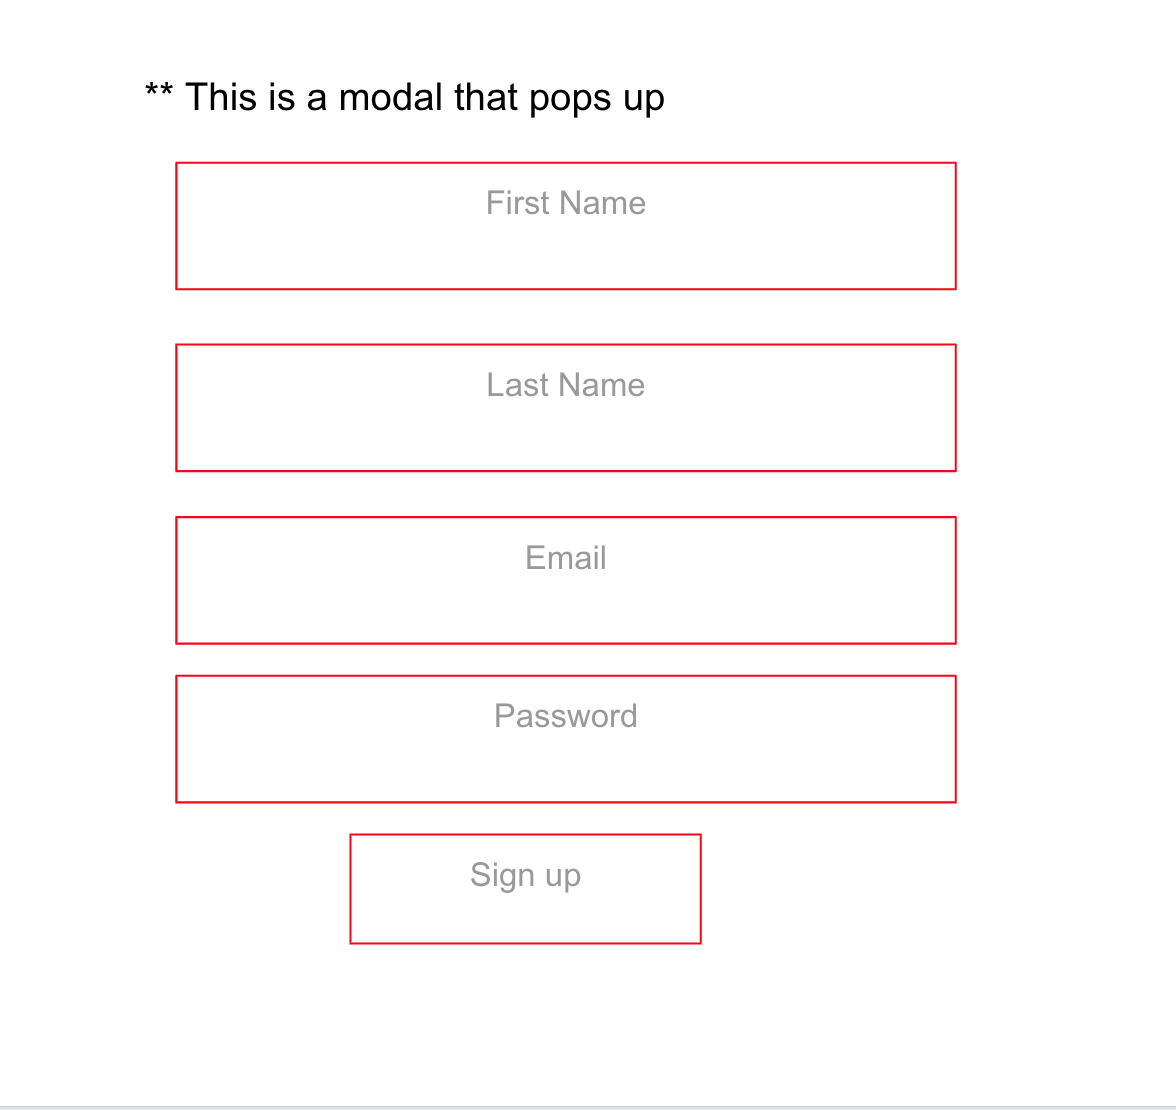 ** This is a modal that pops up
First Name
Last Name
Email
Password
Sign up